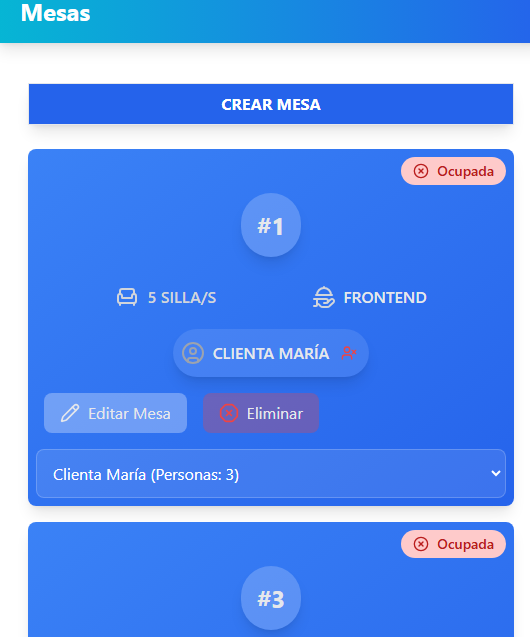 Mesas
CREAR MESA
Ocupada
#1
5 SILLA/S
FRONTEND
CLIENTA MARÍA
Editar Mesa
Eliminar
Clienta María (Personas: 3)
Ocupada
#3